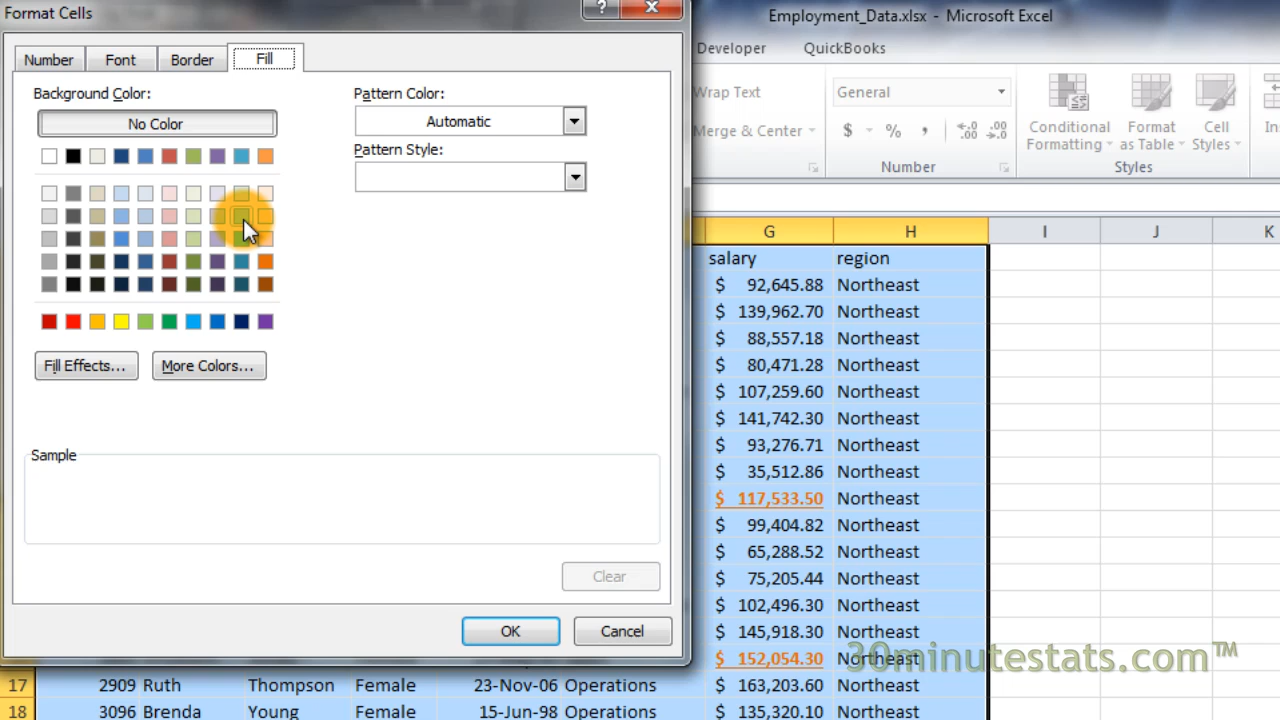 Format Cells
Employment_Data.xlsx - Microsoft Excel
Number Font Border Fill
Developer QuickBooks
Background Color:
No Color
Pattern Color:
Automatic
Pattern Style:
Fill Effects... More Colors...
Sample
Clear
OK Cancel
Wrap Text
Merge & Center
General
$ % ,
Number
Conditional Formatting
Format as Table
Cell Styles
Styles
G H I J K
salary region
$ 92,645.88 Northeast
$ 139,962.70 Northeast
$ 88,557.18 Northeast
$ 80,471.28 Northeast
$ 107,259.60 Northeast
$ 141,742.30 Northeast
$ 93,276.71 Northeast
$ 35,512.86 Northeast
$ 117,533.50 Northeast
$ 99,404.82 Northeast
$ 65,288.52 Northeast
$ 75,205.44 Northeast
$ 102,496.30 Northeast
$ 145,918.30 Northeast
$ 152,054.30 Northeast
17 2909 Ruth Thompson Female 23-Nov-06 Operations $ 163,203.60 Northeast
18 3096 Brenda Young Female 15-Jun-98 Operations $ 135,320.10 Northeast
30minutestats.com™